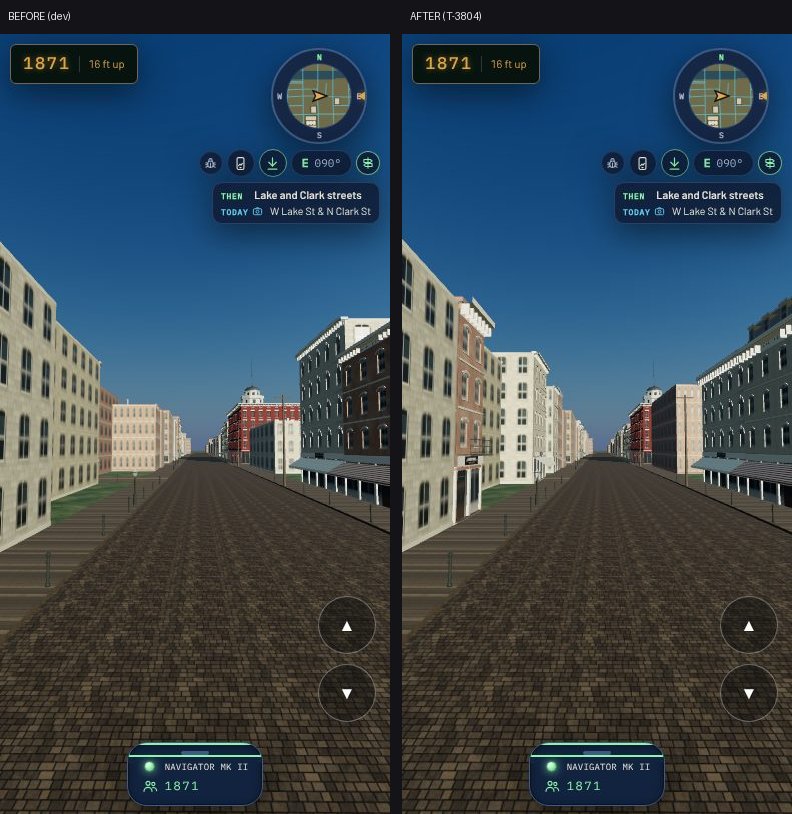 BEFORE (dev)
1871 16 ft up
N
W E
S
E 090°
THEN Lake and Clark streets
TODAY W Lake St & N Clark St
NAVIGATOR MK II
1871
AFTER (T-3804)
1871 16 ft up
N
W E
S
E 090°
THEN Lake and Clark streets
TODAY W Lake St & N Clark St
NAVIGATOR MK II
1871